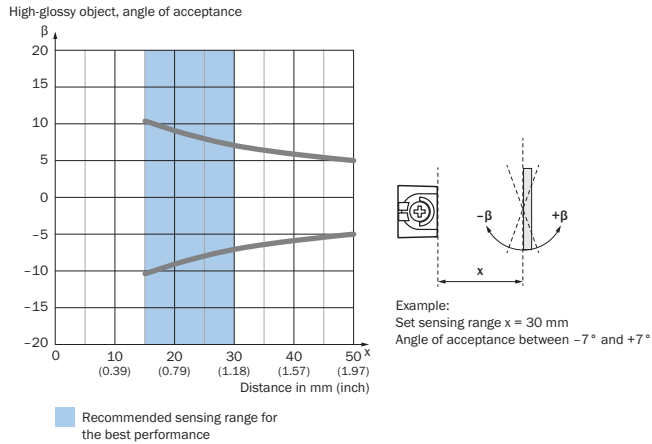 High-glossy object, angle of acceptance
β
20
15
10
5
0
−5
−10
−15
−20
0 10 20 30 40 50 x
(0.39) (0.79) (1.18) (1.57) (1.97)
Distance in mm (inch)
Recommended sensing range for
the best performance
−β +β
x
Example:
Set sensing range x = 30 mm
Angle of acceptance between −7° and +7°